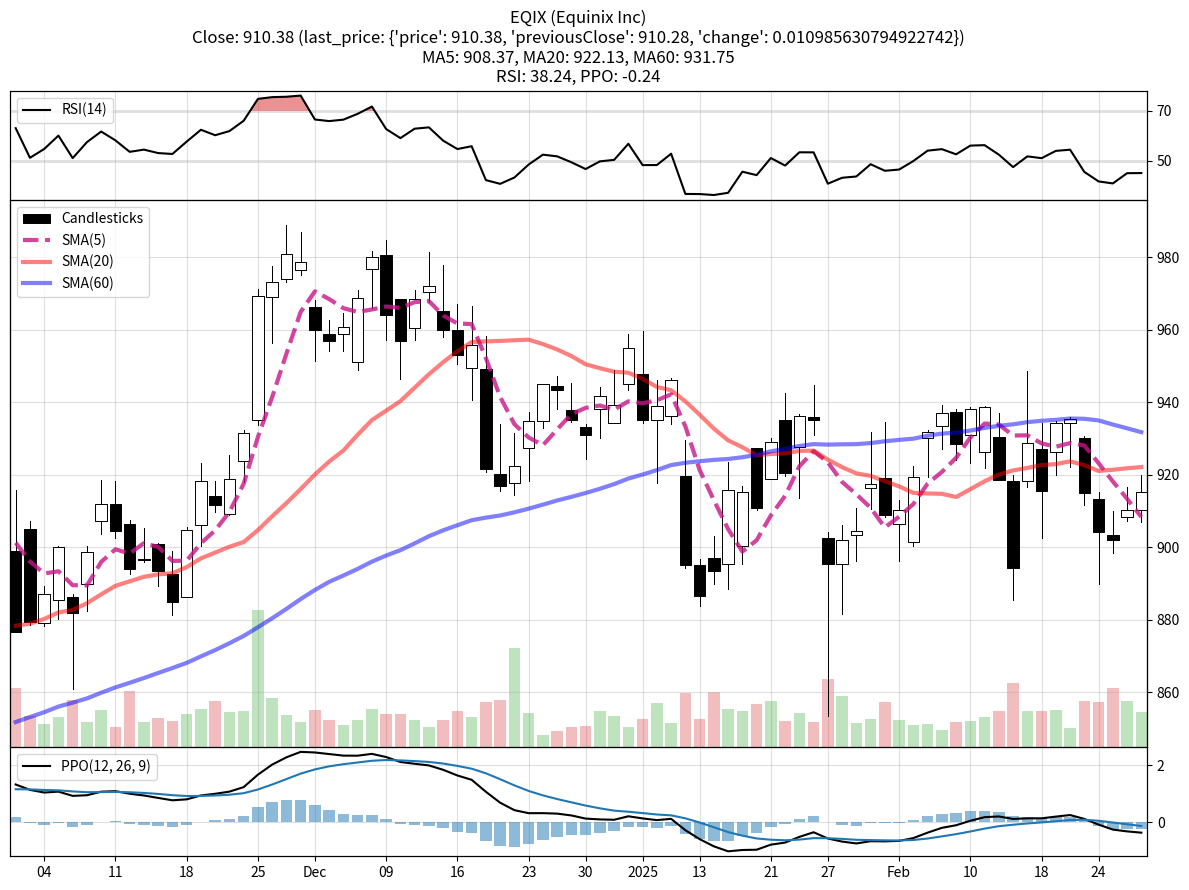 EQIX (Equinix Inc)
Close: 910.38 (last_price: {'price': 910.38, 'previousClose': 910.28, 'change': 0.010985630794922742})
MA5: 908.37, MA20: 922.13, MA60: 931.75
RSI: 38.24, PPO: -0.24
RSI(14)
70
50
Candlesticks
SMA(5)
SMA(20)
SMA(60)
980
960
940
920
900
880
860
PPO(12, 26, 9)
2
0
04 11 18 25 Dec 09 16 23 30 2025 13 21 27 Feb 10 18 24